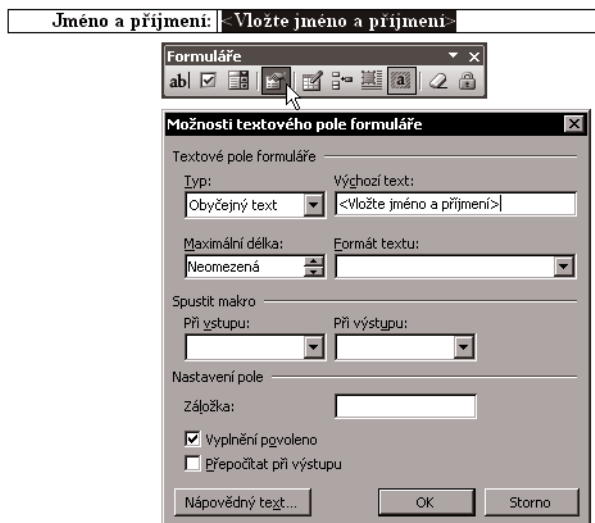 Jméno a příjmení: <Vložte jméno a příjmení>
Formuláře
ab|
a
Možnosti textového pole formuláře
Textové pole formuláře
Typ: Výchozí text:
Obyčejný text <Vložte jméno a příjmení>
Maximální délka: Formát textu:
Neomezená
Spustit makro
Při vstupu: Při výstupu:
Nastavení pole
Záložka:
Vyplnění povoleno
Přepočítat při výstupu
Nápovědný text... OK Storno